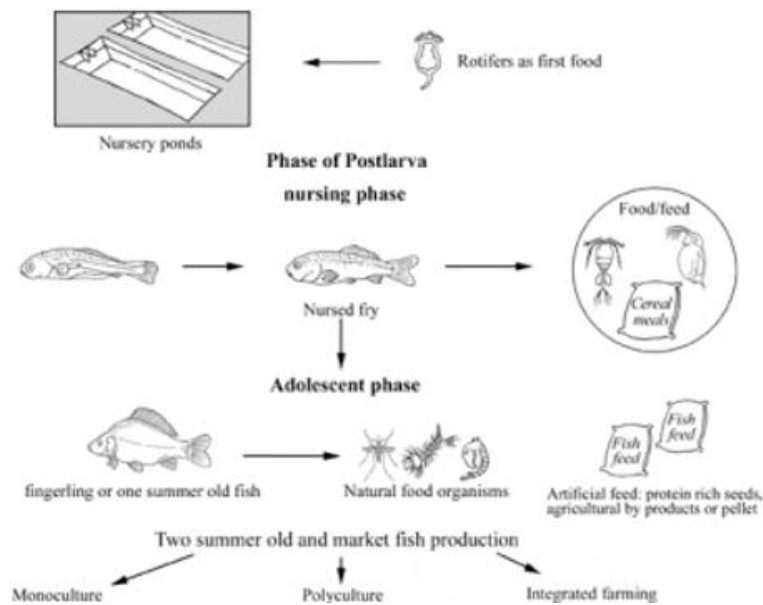 Rotifers as first food
Nursery ponds
Phase of Postlarva
nursing phase
Food/feed
Cereal
meals
Nursed fry
Adolescent phase
Fish
feed
Fish
feed
fingerling or one summer old fish
Natural food organisms
Artificial feed: protein rich seeds,
agricultural by products or pellet
Two summer old and market fish production
Monoculture
Polyculture
Integrated farming